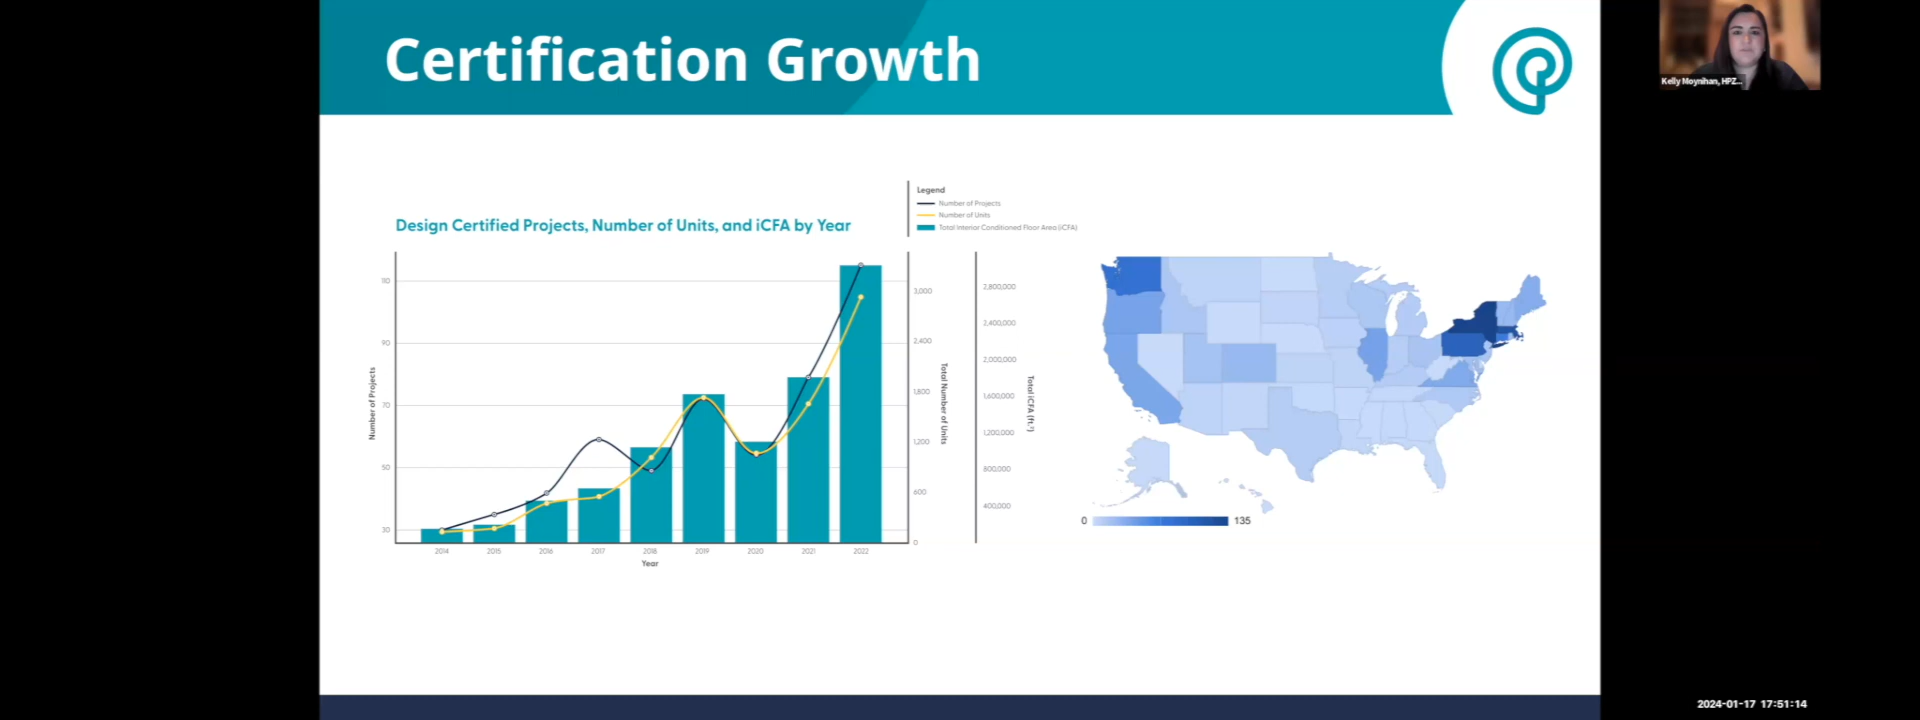 Certification Growth
Kelly Moynihan, HPZ...
Legend
Number of Projects
Number of Units
Total Interior Conditioned Floor Area (iCFA)
Design Certified Projects, Number of Units, and iCFA by Year
110
90
70
50
30
Number of Projects
3,000
2,400
1,800
1200
600
0
Total Number of Units
2,800,000
2,400,000
2,000,000
1,600,000
1,200,000
800,000
400,000
Total iCFA (ft.²)
2014 2015 2016 2017 2018 2019 2020 2021 2022
Year
0 135
2024-01-17 17:51:14